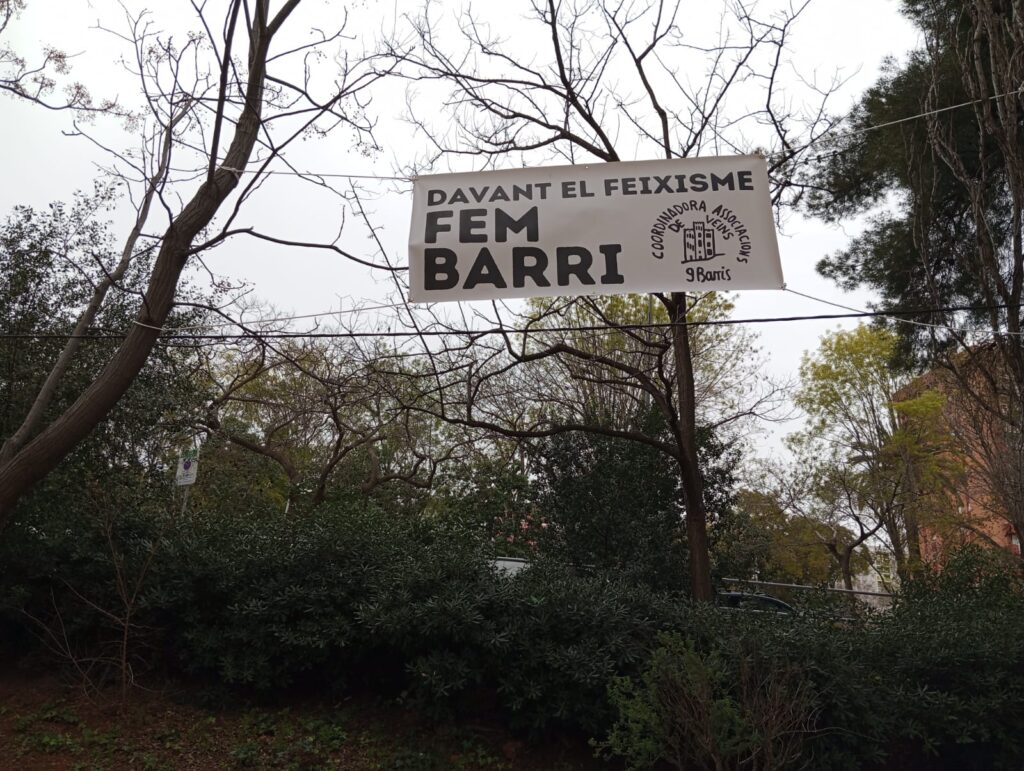 DAVANT EL FEIXISME
FEM
BARRI
COORDINADORA ASSOCIACIONS
DE VEÏNS
9 Barris